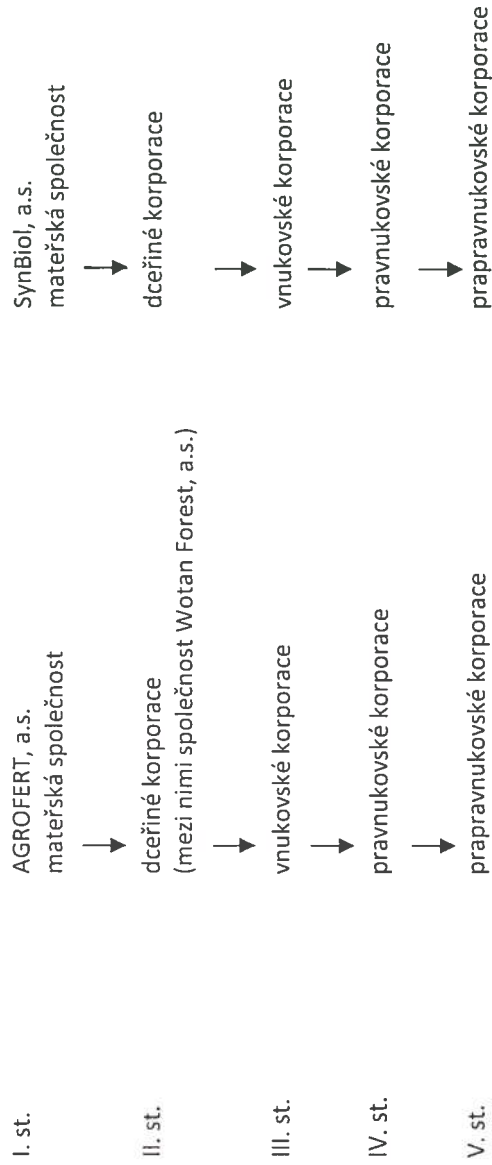 I. st.
AGROFERT, a.s.
mateřská společnost
SynBiol, a.s.
mateřská společnost
II. st.
dceřiné korporace
(mezi nimi společnost Wotan Forest, a.s.)
dceřiné korporace
III. st.
vnukovské korporace
vnukovské korporace
IV. st.
pravnukovské korporace
pravnukovské korporace
V. st.
prapravnukovské korporace
prapravnukovské korporace